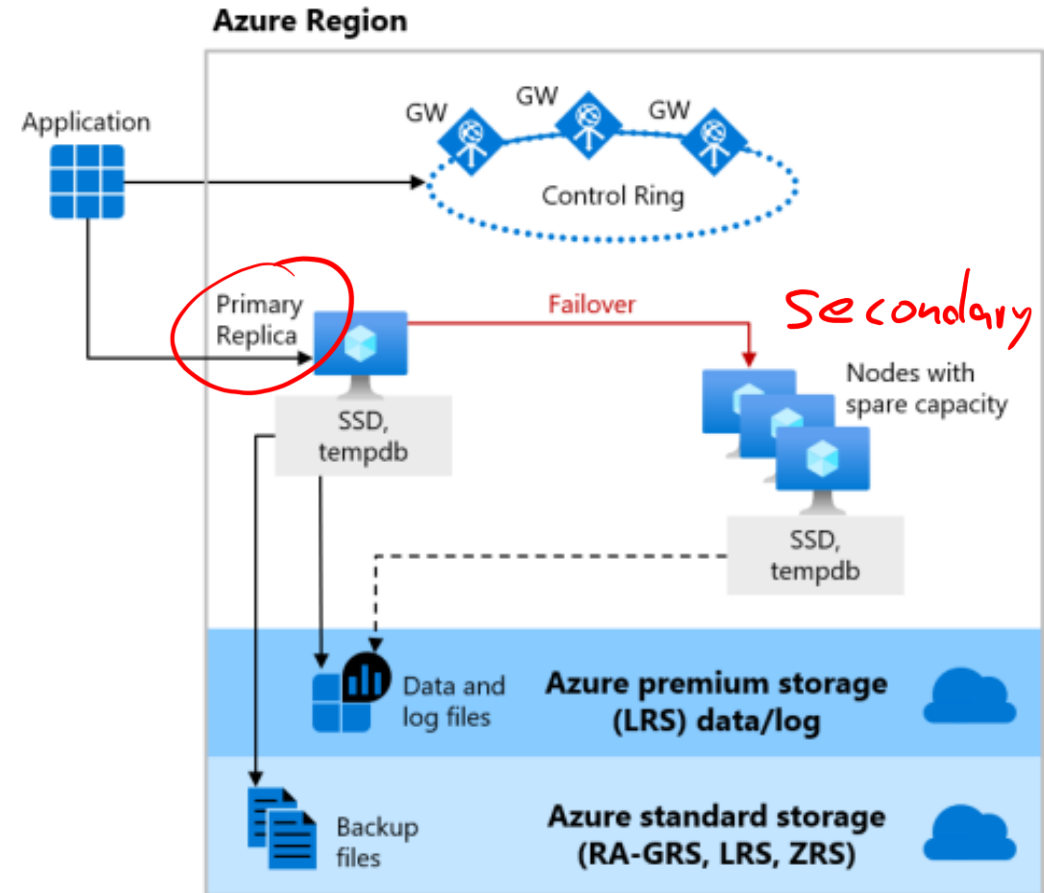 Azure Region
Application
GW
GW
GW
Control Ring
Primary
Replica
Failover
Secondary
Nodes with
spare capacity
SSD,
tempdb
SSD,
tempdb
Data and
log files
Azure premium storage
(LRS) data/log
Backup
files
Azure standard storage
(RA-GRS, LRS, ZRS)